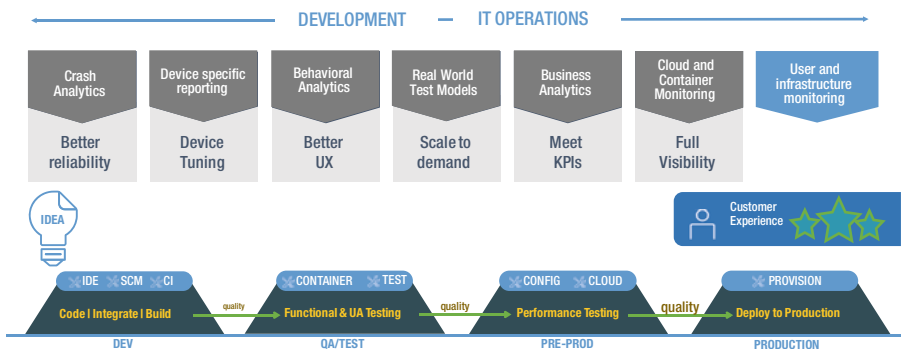 DEVELOPMENT – IT OPERATIONS
Crash
Analytics
Device specific
reporting
Behavioral
Analytics
Real World
Test Models
Business
Analytics
Cloud and
Container
Monitoring
User and
infrastructure
monitoring
Better
reliability
Device
Tuning
Better
UX
Scale to
demand
Meet
KPIs
Full
Visibility
IDEA
Customer
Experience
IDE SCM CI
CONTAINER TEST
CONFIG CLOUD
PROVISION
Code | Integrate | Build
quality
Functional & UA Testing
quality
Performance Testing
quality
Deploy to Production
DEV
QA/TEST
PRE-PROD
PRODUCTION